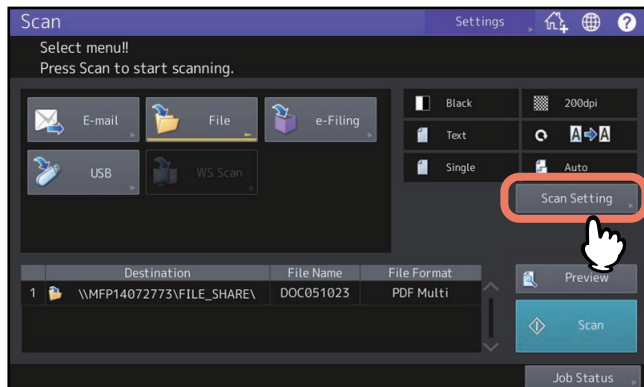 Scan Settings ?
Select menu!!
Press Scan to start scanning.
E-mail File e-Filing
USB WS Scan
Black 200dpi
Text A A
Single Auto
Scan Setting
Destination File Name File Format
1 \\MFP14072773\FILE_SHARE\ DOC051023 PDF Multi
Preview
Scan
Job Status